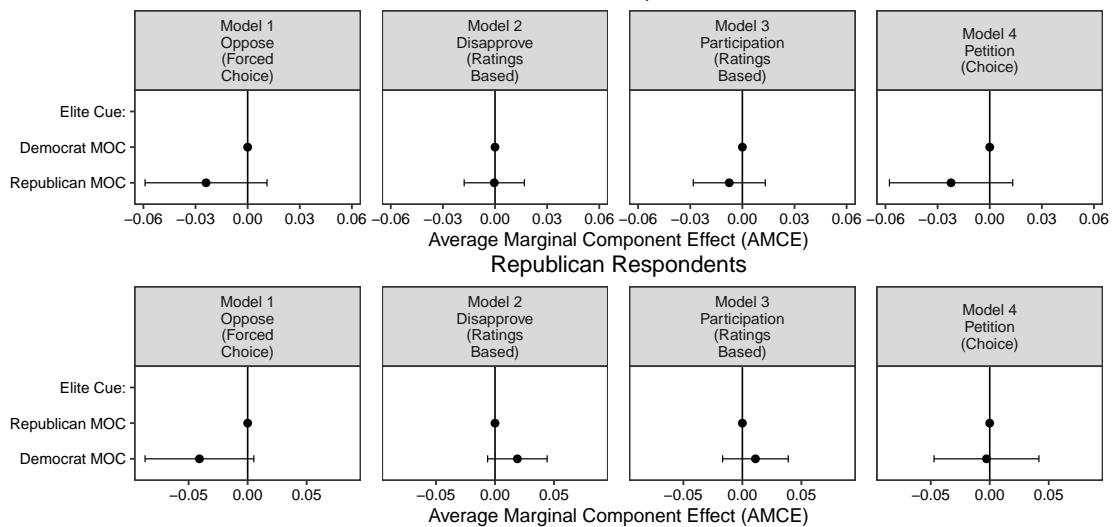 Model 1 Model 2 Model 3 Model 4
Oppose Disapprove Participation Petition
(Forced (Ratings (Ratings (Choice)
Choice) Based) Based)
Elite Cue:
Democrat MOC
Republican MOC
−0.06 −0.03 0.00 0.03 0.06 −0.06 −0.03 0.00 0.03 0.06 −0.06 −0.03 0.00 0.03 0.06 −0.06 −0.03 0.00 0.03 0.06
Average Marginal Component Effect (AMCE)
Republican Respondents
Model 1 Model 2 Model 3 Model 4
Oppose Disapprove Participation Petition
(Forced (Ratings (Ratings (Choice)
Choice) Based) Based)
Elite Cue:
Republican MOC
Democrat MOC
−0.05 0.00 0.05 −0.05 0.00 0.05 −0.05 0.00 0.05 −0.05 0.00 0.05
Average Marginal Component Effect (AMCE)